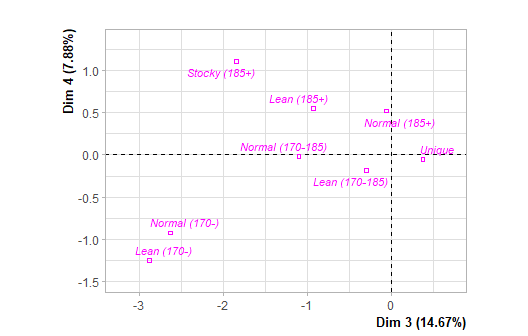 Dim 4 (7.88%)
1.0
0.5
0.0
-0.5
-1.0
-1.5
Stocky (185+)
Lean (185+)
Normal (185+)
Normal (170-185)
Unique
Lean (170-185)
Normal (170-)
Lean (170-)
-3
-2
-1
0
Dim 3 (14.67%)